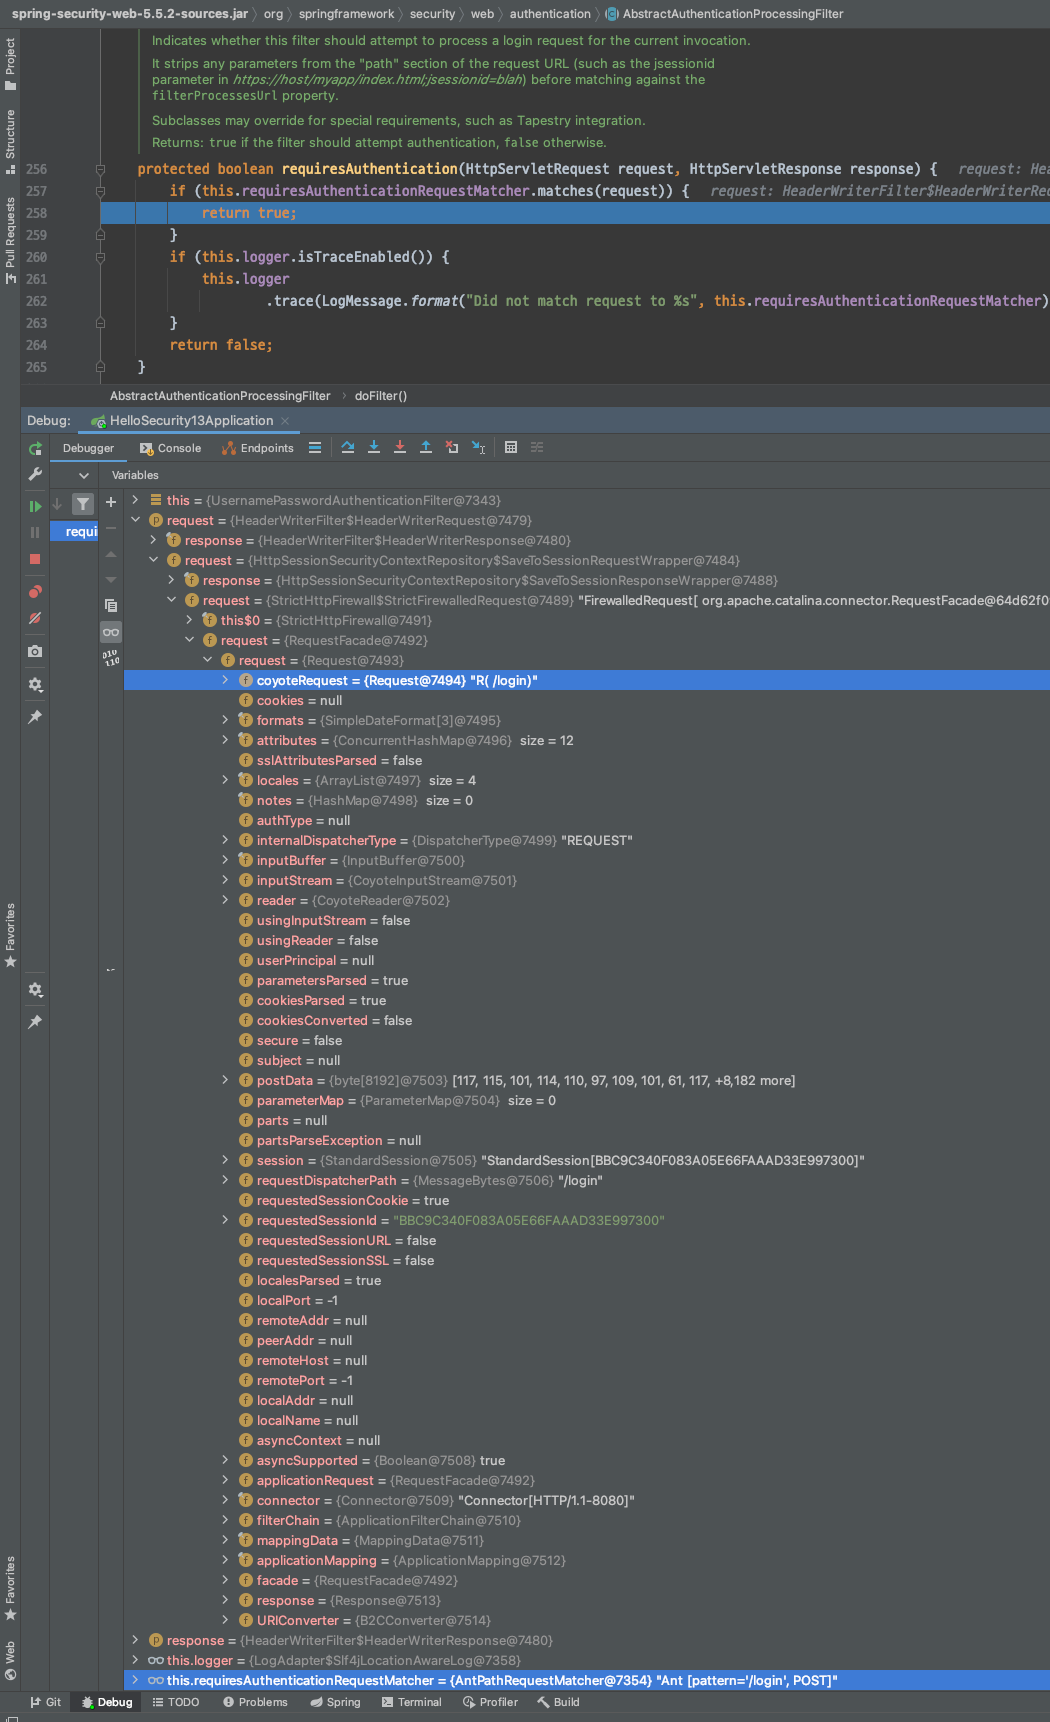 spring-security-web-5.5.2-sources.jar 〉 org 〉 springframework 〉 security 〉 web 〉 authentication 〉 AbstractAuthenticationProcessingFilter
Project
Structure
Pull Requests
Indicates whether this filter should attempt to process a login request for the current invocation.
It strips any parameters from the "path" section of the request URL (such as the jsessionid
parameter in https://host/myapp/index.html;jsessionid=blah) before matching against the
filterProcessesUrl property.
Subclasses may override for special requirements, such as Tapestry integration.
Returns: true if the filter should attempt authentication, false otherwise.
256 protected boolean requiresAuthentication(HttpServletRequest request, HttpServletResponse response) { request: Hea
257 if (this.requiresAuthenticationRequestMatcher.matches(request)) { request: HeaderWriterFilter$HeaderWriterRec
258 return true;
259 }
260 if (this.logger.isTraceEnabled()) {
261 this.logger
262 .trace(LogMessage.format("Did not match request to %s", this.requiresAuthenticationRequestMatcher)
263 }
264 return false;
265 }
AbstractAuthenticationProcessingFilter 〉 doFilter()
Debug: HelloSecurity13Application
Debugger Console Endpoints
Variables
this = {UsernamePasswordAuthenticationFilter@7343}
request = {HeaderWriterFilter$HeaderWriterRequest@7479}
requi
response = {HeaderWriterFilter$HeaderWriterResponse@7480}
request = {HttpSessionSecurityContextRepository$SaveToSessionRequestWrapper@7484}
response = {HttpSessionSecurityContextRepository$SaveToSessionResponseWrapper@7488}
request = {StrictHttpFirewall$StrictFirewalledRequest@7489} "FirewalledRequest[ org.apache.catalina.connector.RequestFacade@64d62f0
this$0 = {StrictHttpFirewall@7491}
request = {RequestFacade@7492}
request = {Request@7493}
coyoteRequest = {Request@7494} "R( /login)"
cookies = null
formats = {SimpleDateFormat[3]@7495}
attributes = {ConcurrentHashMap@7496} size = 12
sslAttributesParsed = false
locales = {ArrayList@7497} size = 4
notes = {HashMap@7498} size = 0
authType = null
internalDispatcherType = {DispatcherType@7499} "REQUEST"
inputBuffer = {InputBuffer@7500}
inputStream = {CoyoteInputStream@7501}
reader = {CoyoteReader@7502}
usingInputStream = false
usingReader = false
userPrincipal = null
parametersParsed = true
cookiesParsed = true
cookiesConverted = false
secure = false
subject = null
postData = {byte[8192]@7503} [117, 115, 101, 114, 110, 97, 109, 101, 61, 117, +8,182 more]
parameterMap = {ParameterMap@7504} size = 0
parts = null
partsParseException = null
session = {StandardSession@7505} "StandardSession[BBC9C340F083A05E66FAAAD33E997300]"
requestDispatcherPath = {MessageBytes@7506} "/login"
requestedSessionCookie = true
requestedSessionId = "BBC9C340F083A05E66FAAAD33E997300"
requestedSessionURL = false
requestedSessionSSL = false
localesParsed = true
localPort = -1
remoteAddr = null
peerAddr = null
remoteHost = null
remotePort = -1
localAddr = null
localName = null
asyncContext = null
asyncSupported = {Boolean@7508} true
applicationRequest = {RequestFacade@7492}
connector = {Connector@7509} "Connector[HTTP/1.1-8080]"
filterChain = {ApplicationFilterChain@7510}
mappingData = {MappingData@7511}
applicationMapping = {ApplicationMapping@7512}
facade = {RequestFacade@7492}
response = {Response@7513}
URIConverter = {B2CConverter@7514}
response = {HeaderWriterFilter$HeaderWriterResponse@7480}
this.logger = {LogAdapter$Slf4jLocationAwareLog@7358}
this.requiresAuthenticationRequestMatcher = {AntPathRequestMatcher@7354} "Ant [pattern='/login', POST]"
Favorites
Favorites
Web
Git Debug TODO Problems Spring Terminal Profiler Build